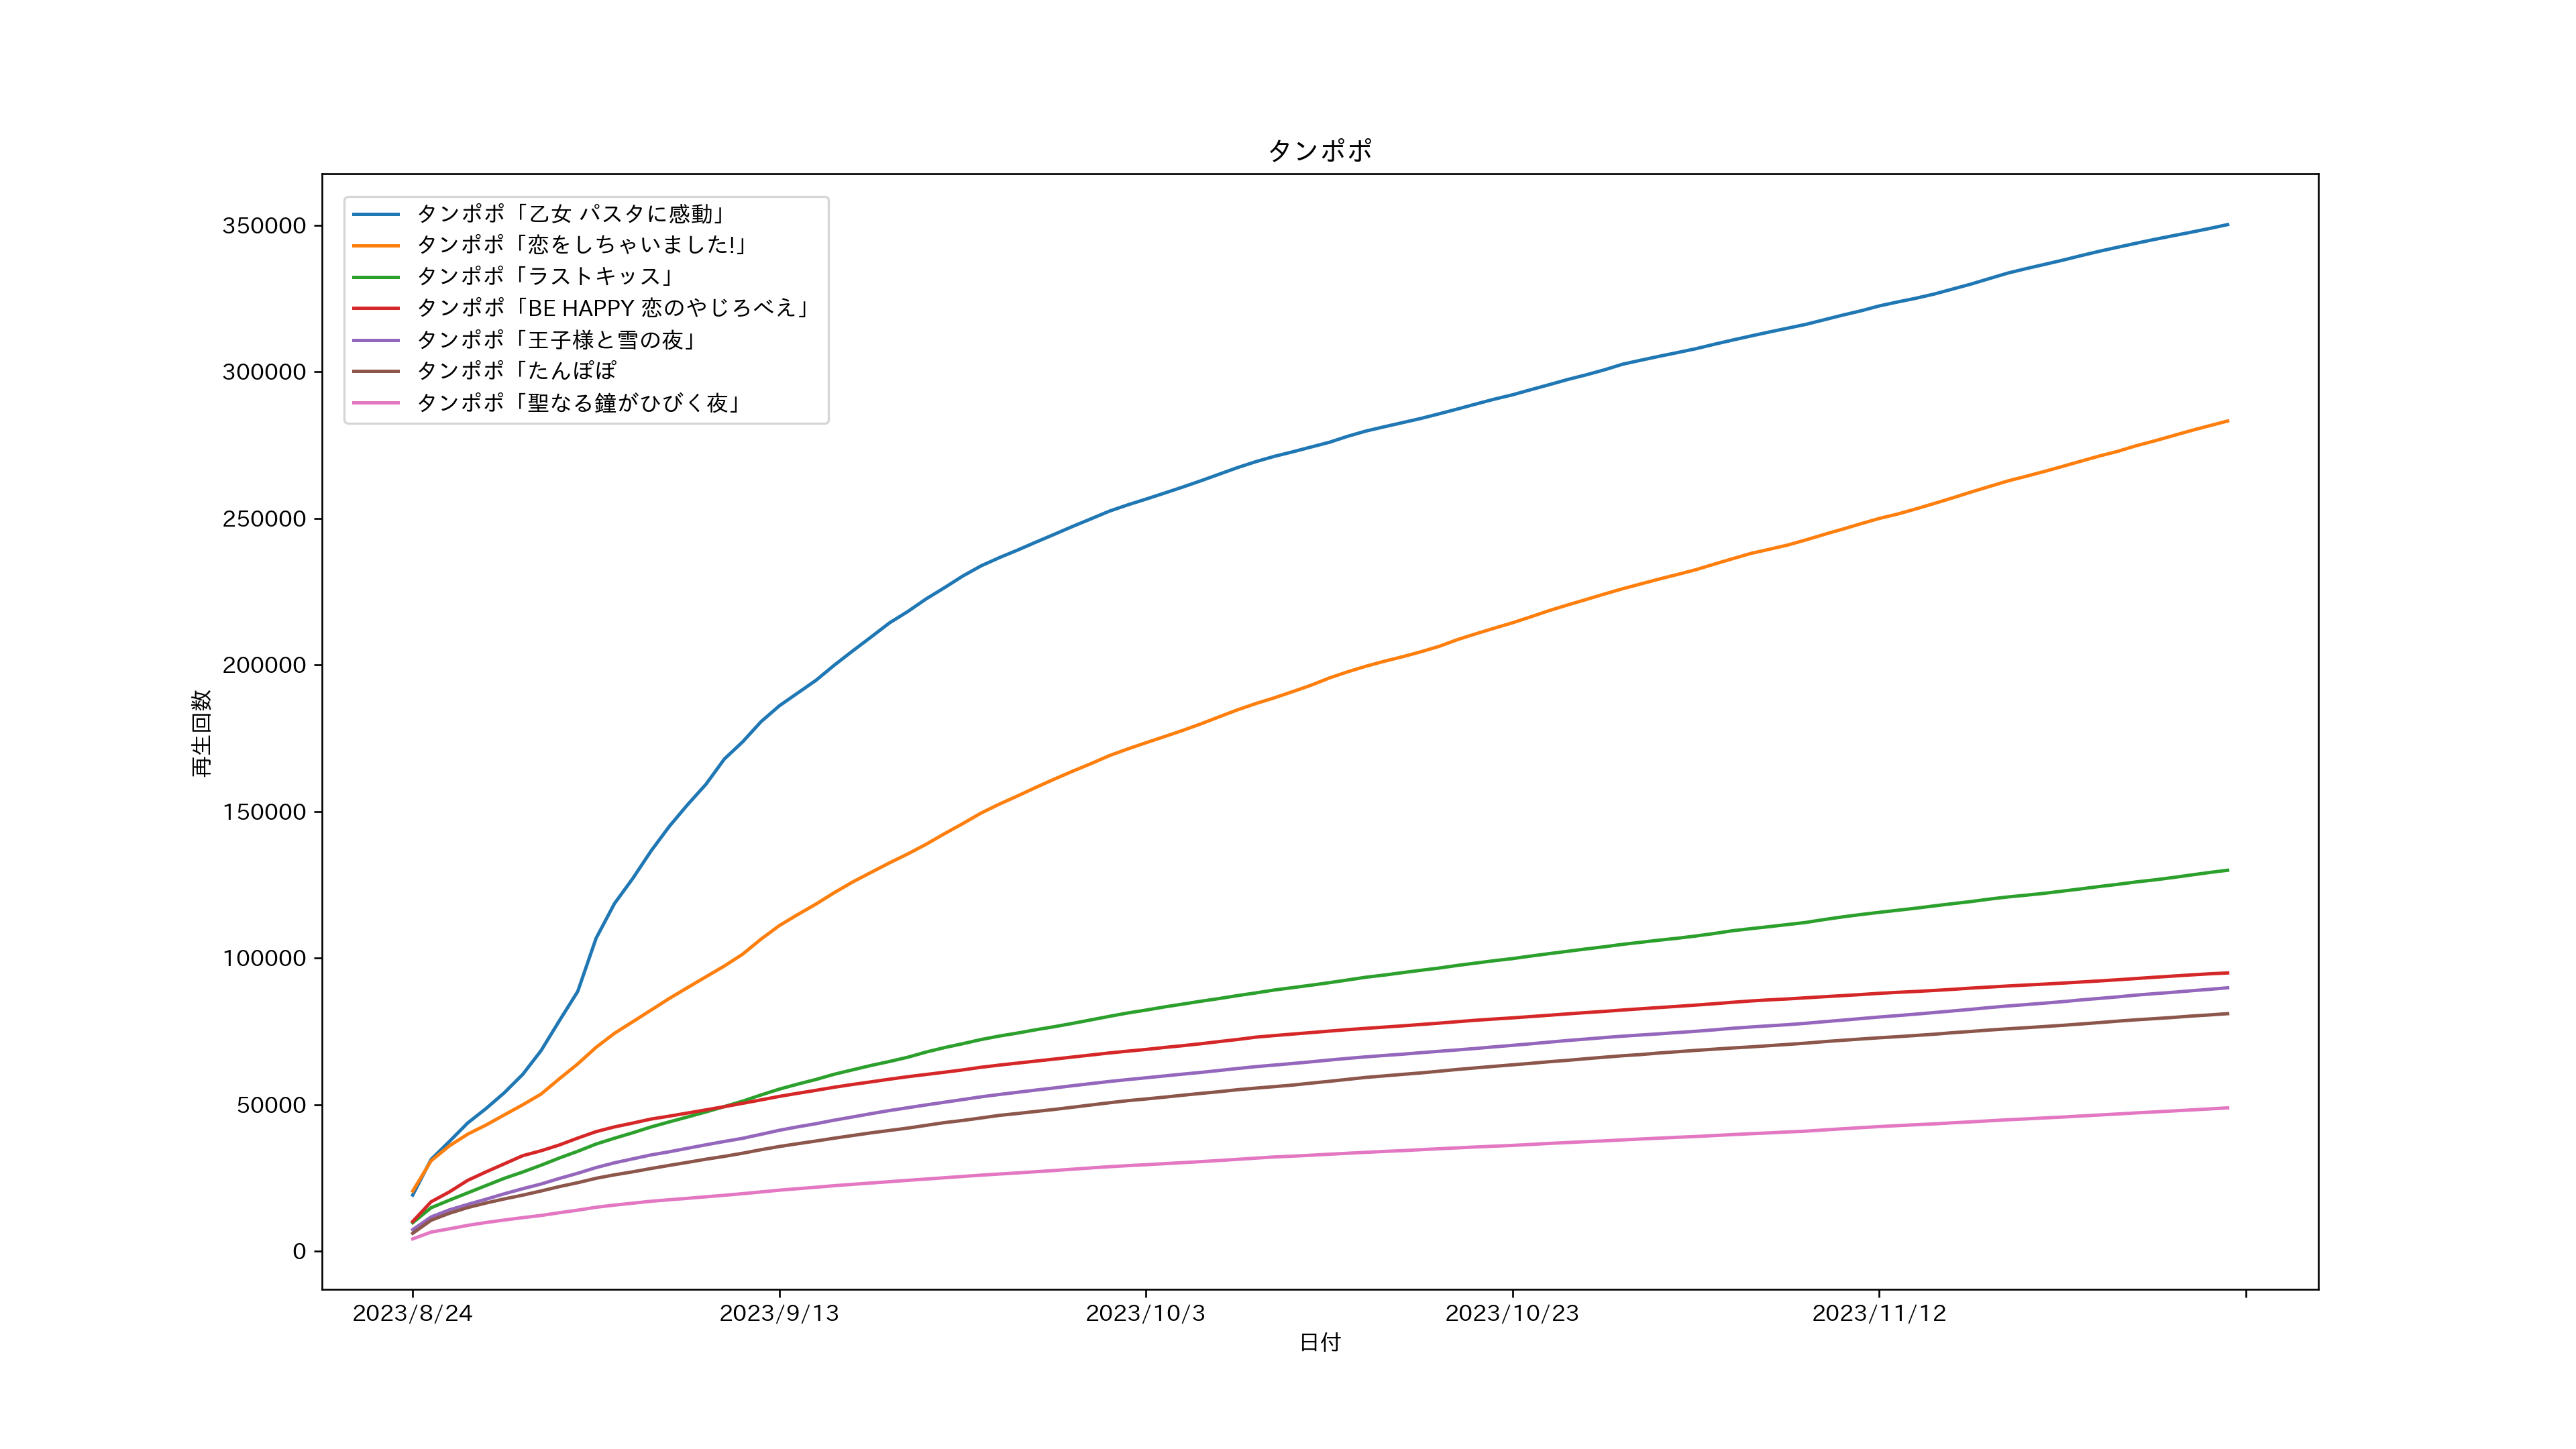 タンポポ
タンポポ「乙女 パスタに感動」
タンポポ「恋をしちゃいました!」
タンポポ「ラストキッス」
タンポポ「BE HAPPY 恋のやじろべえ」
タンポポ「王子様と雪の夜」
タンポポ「たんぽぽ
タンポポ「聖なる鐘がひびく夜」
350000
300000
250000
200000
150000
100000
50000
0
再生回数
2023/8/24 2023/9/13 2023/10/3 2023/10/23 2023/11/12
日付